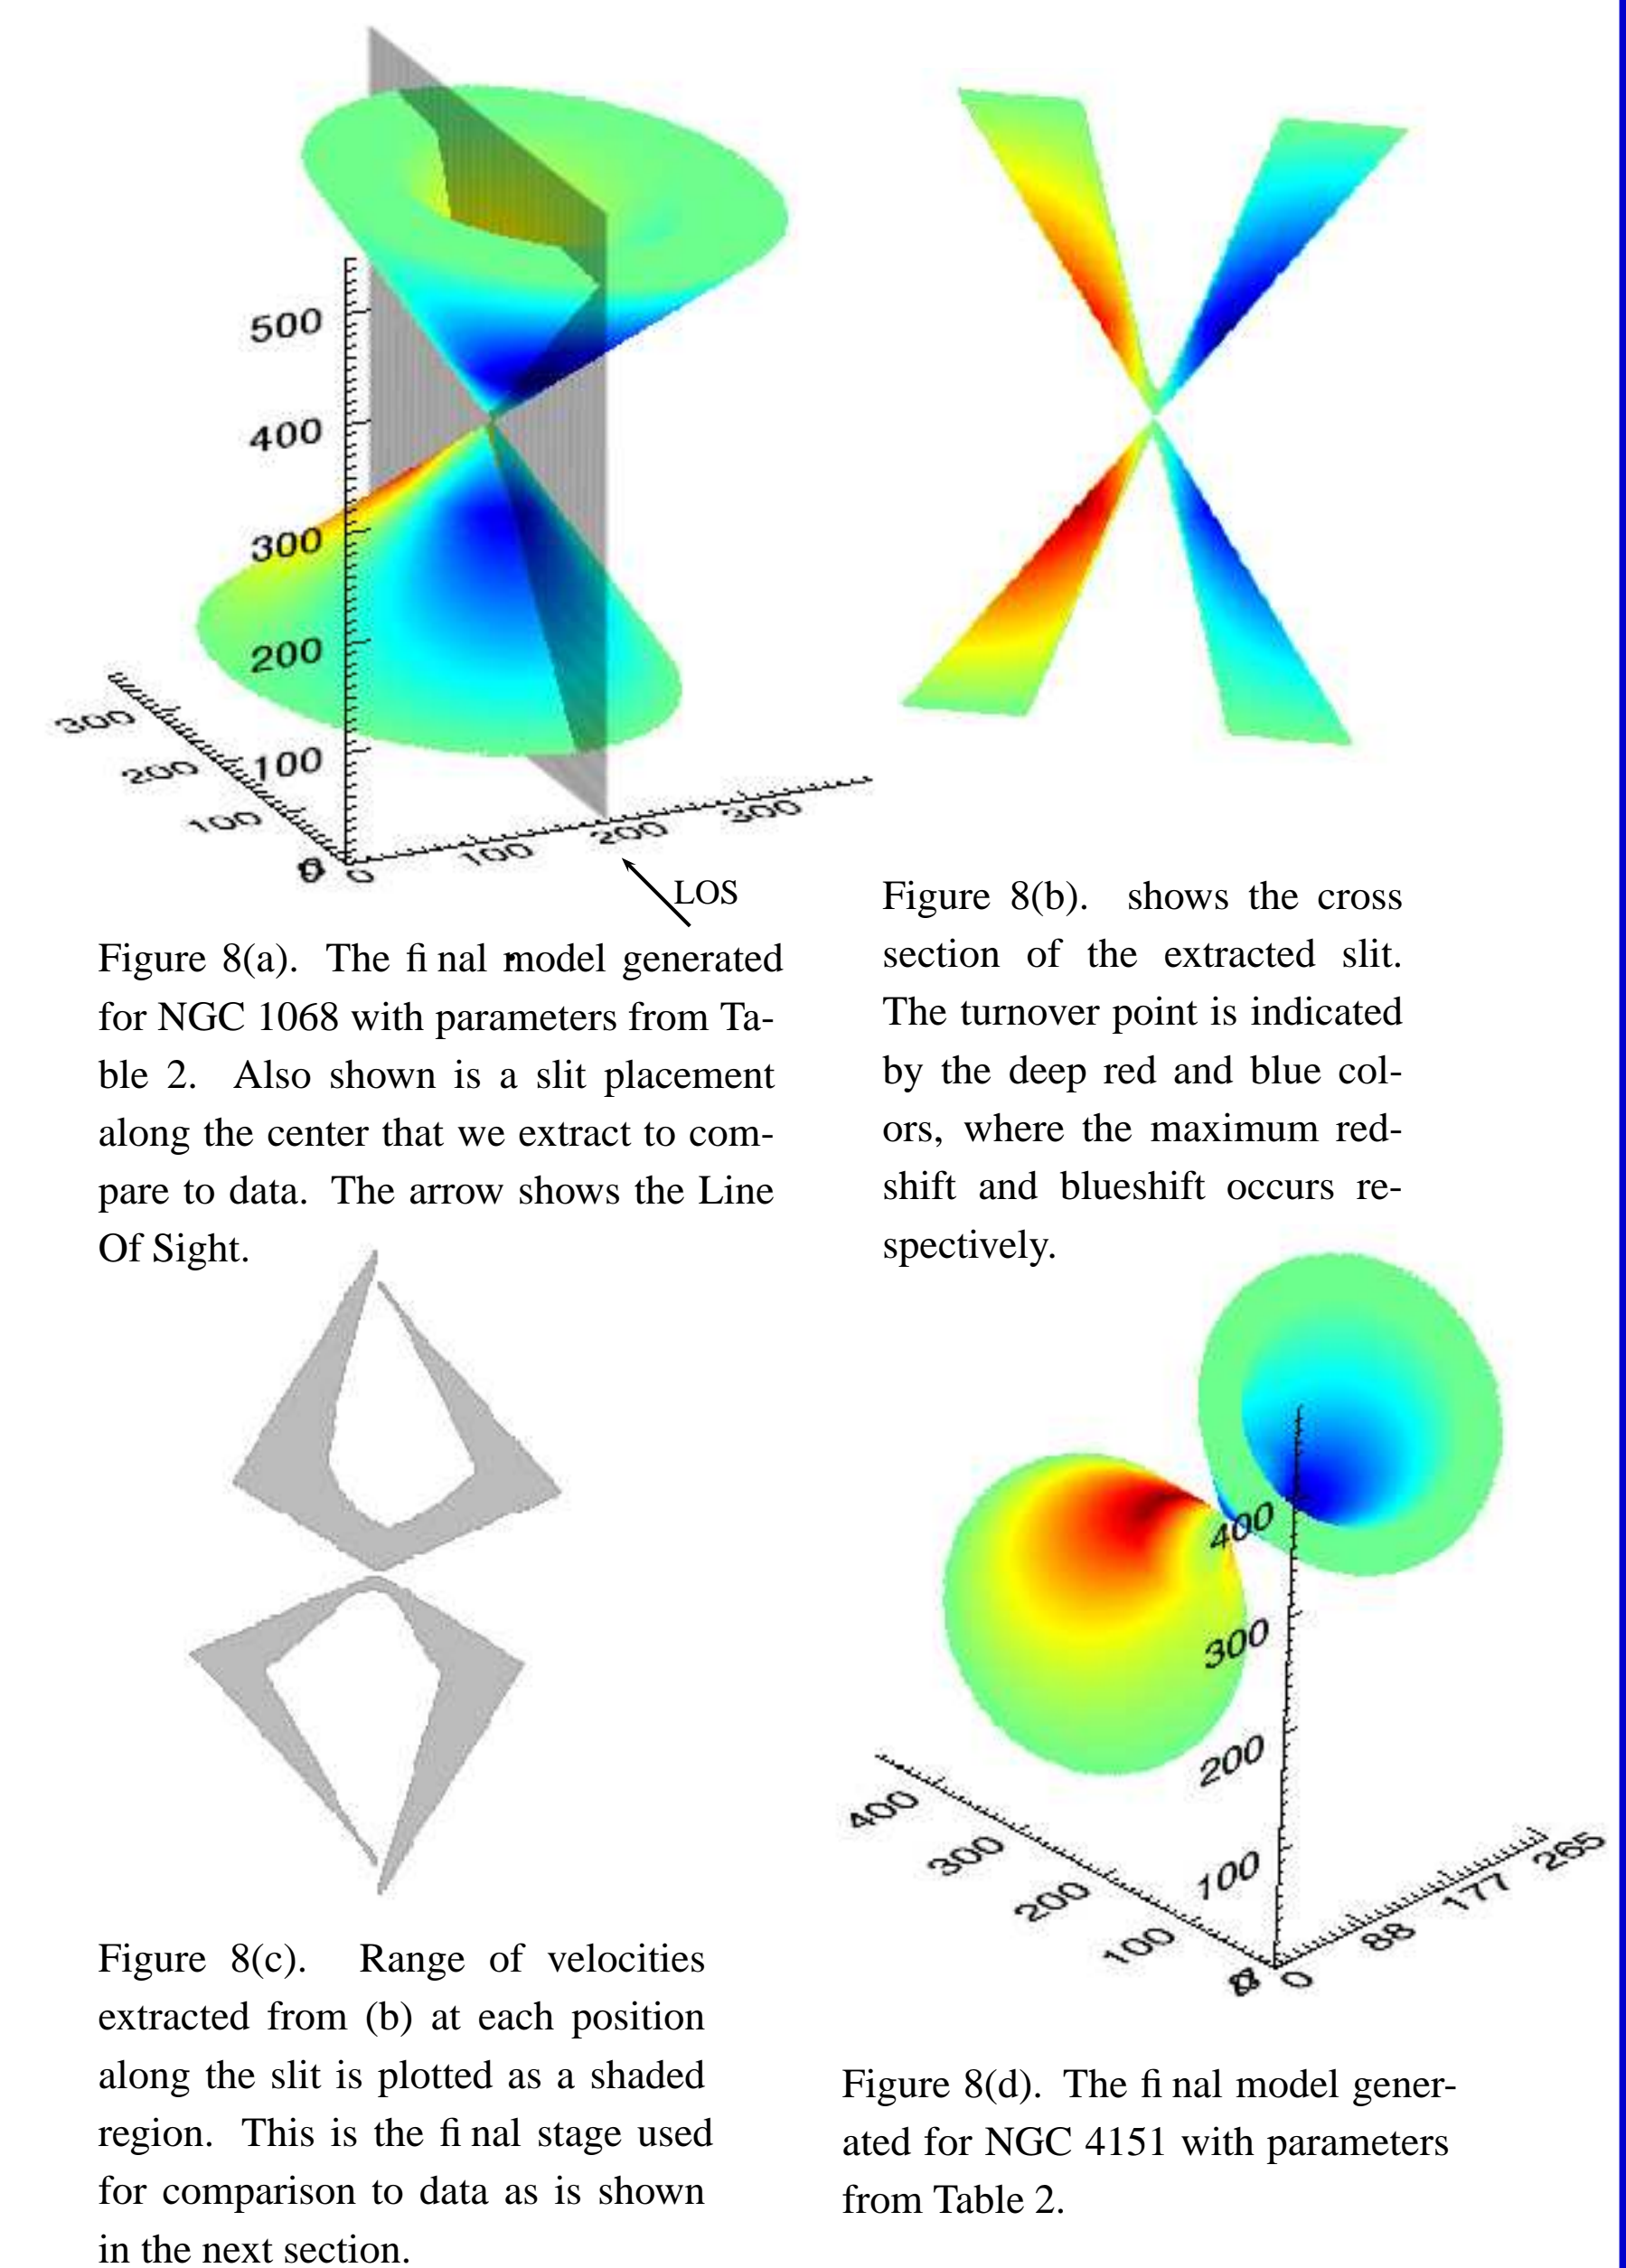 500
400
300
200
100
300
200
100
0
0
100
200
300
LOS
Figure 8(a). The final model generated
for NGC 1068 with parameters from Ta-
ble 2. Also shown is a slit placement
along the center that we extract to com-
pare to data. The arrow shows the Line
Of Sight.
Figure 8(b). shows the cross
section of the extracted slit.
The turnover point is indicated
by the deep red and blue col-
ors, where the maximum red-
shift and blueshift occurs re-
spectively.
Figure 8(c). Range of velocities
extracted from (b) at each position
along the slit is plotted as a shaded
region. This is the final stage used
for comparison to data as is shown
in the next section.
400
300
200
100
400
300
200
100
0
88
177
265
Figure 8(d). The final model gener-
ated for NGC 4151 with parameters
from Table 2.